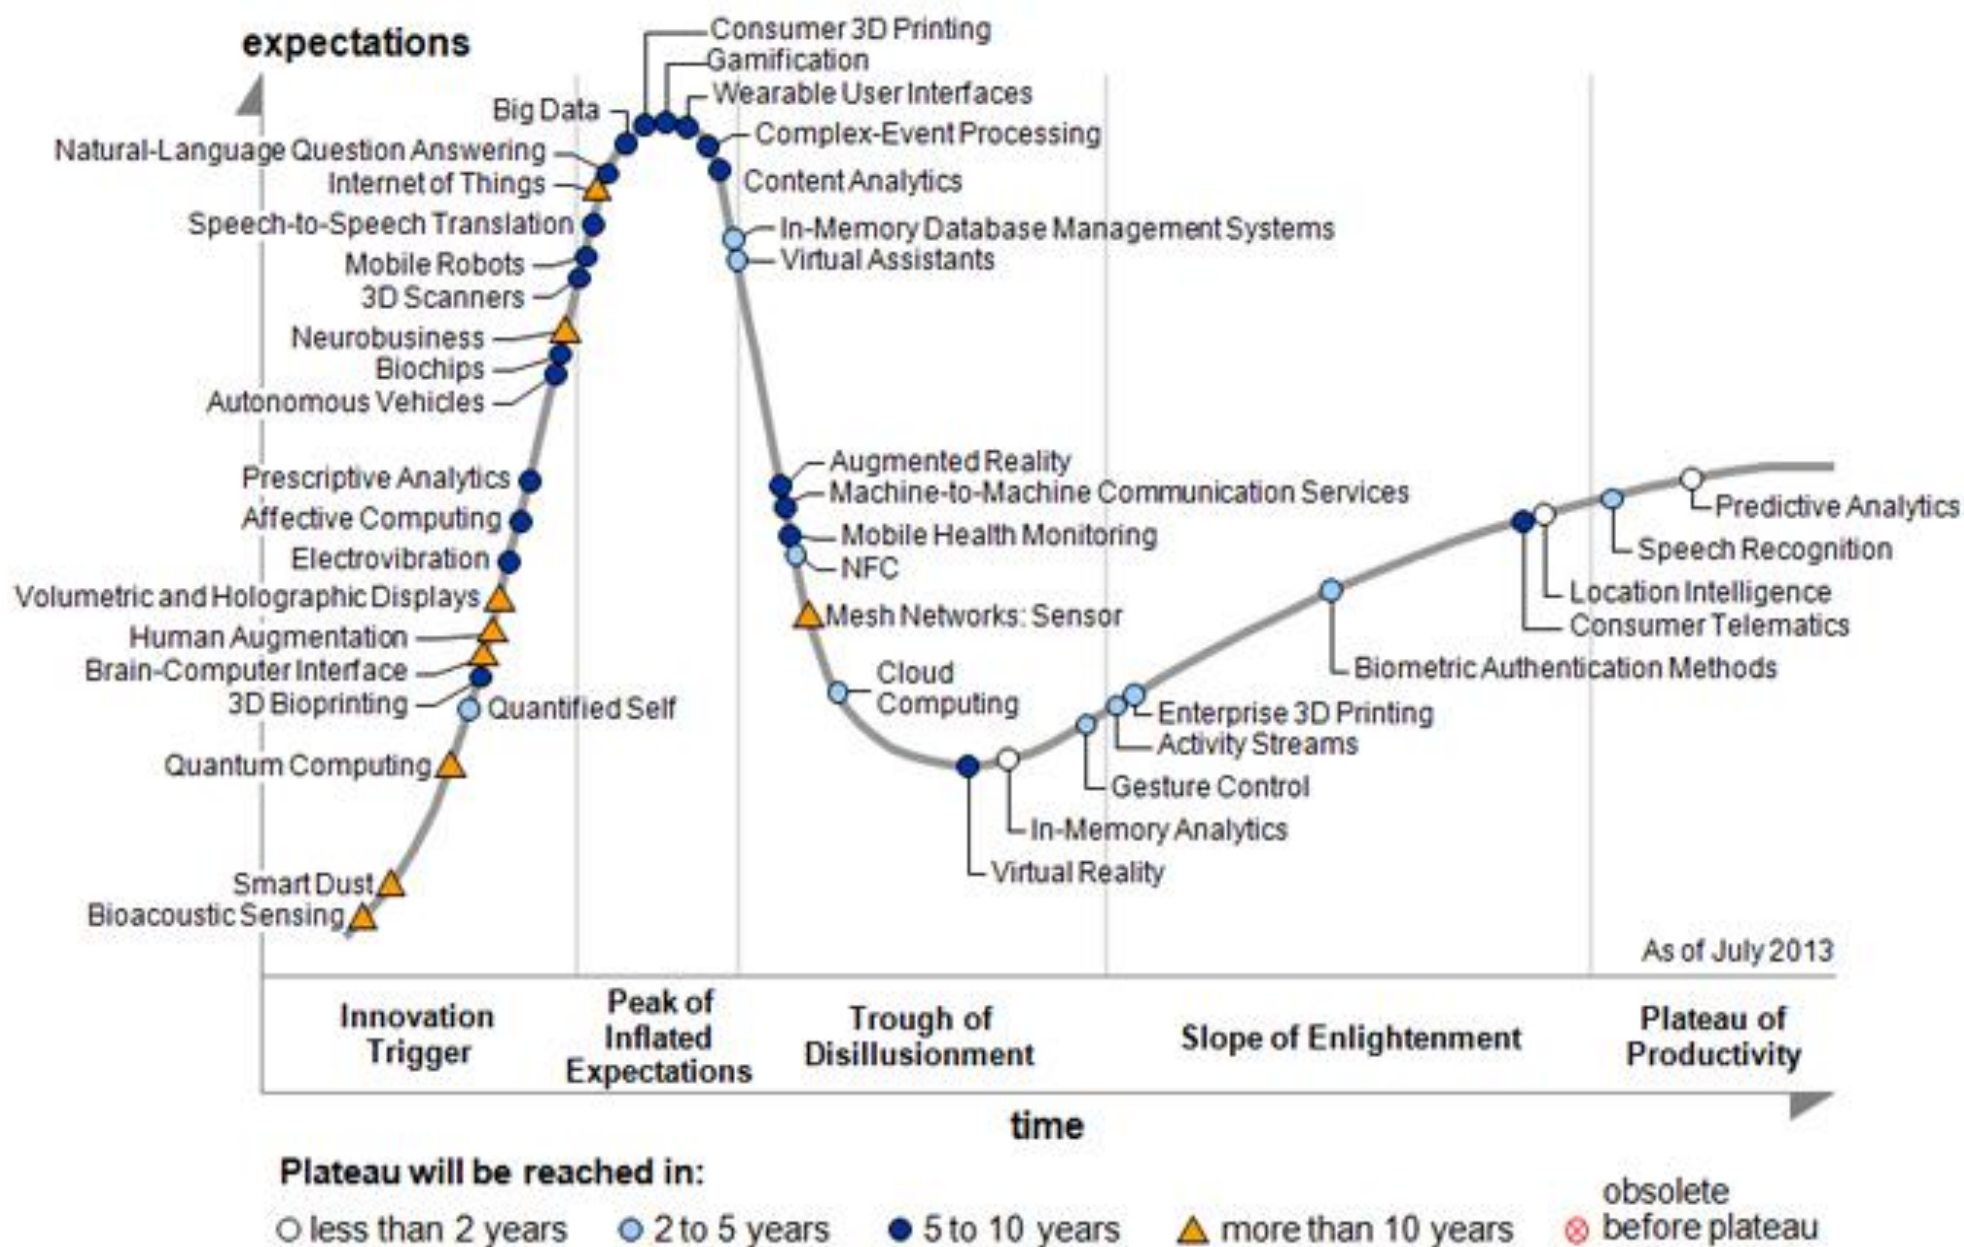 expectations
Consumer 3D Printing
Gamification
Wearable User Interfaces
Big Data
Complex-Event Processing
Natural-Language Question Answering
Internet of Things
Content Analytics
Speech-to-Speech Translation
In-Memory Database Management Systems
Mobile Robots
Virtual Assistants
3D Scanners
Neurobusiness
Biochips
Autonomous Vehicles
Augmented Reality
Prescriptive Analytics
Machine-to-Machine Communication Services
Affective Computing
Mobile Health Monitoring
Electrovibration
NFC
Volumetric and Holographic Displays
Mesh Networks: Sensor
Human Augmentation
Brain-Computer Interface
3D Bioprinting
Quantified Self
Cloud
Computing
Quantum Computing
Smart Dust
Bioacoustic Sensing
Predictive Analytics
Speech Recognition
Location Intelligence
Consumer Telematics
Biometric Authentication Methods
Enterprise 3D Printing
Activity Streams
Gesture Control
In-Memory Analytics
Virtual Reality
As of July 2013
Innovation
Trigger
Peak of
Inflated
Expectations
Trough of
Disillusionment
Slope of Enlightenment
Plateau of
Productivity
time
Plateau will be reached in:
less than 2 years
2 to 5 years
5 to 10 years
more than 10 years
obsolete
before plateau